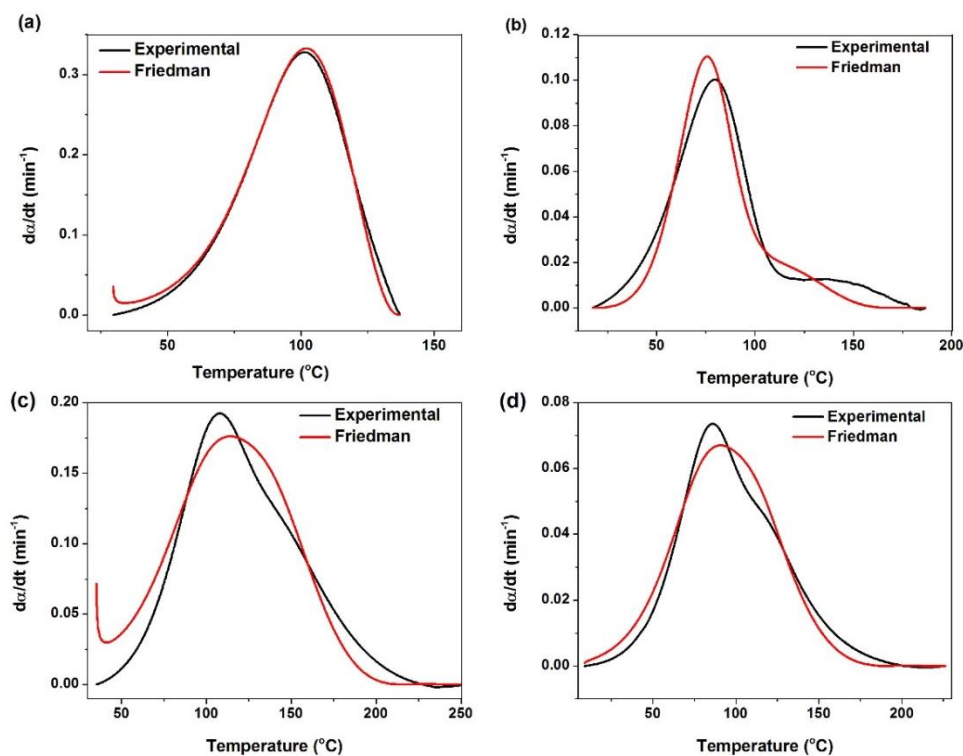 (a)
Experimental
Friedman
dα/dt (min-1)
0.3
0.2
0.1
0.0
50
100
150
Temperature (oC)
(b)
Experimental
Friedman
dα/dt (min-1)
0.12
0.10
0.08
0.06
0.04
0.02
0.00
50
100
150
200
Temperature (oC)
(c)
Experimental
Friedman
dα/dt (min-1)
0.20
0.15
0.10
0.05
0.00
50
100
150
200
250
Temperature (oC)
(d)
Experimental
Friedman
dα/dt (min-1)
0.08
0.06
0.04
0.02
0.00
50
100
150
200
Temperature (oC)